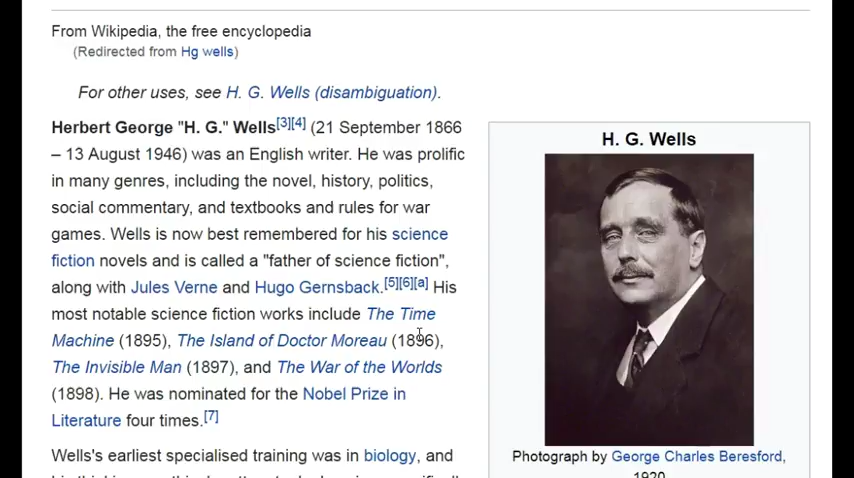 From Wikipedia, the free encyclopedia
(Redirected from Hg wells)
For other uses, see H. G. Wells (disambiguation).
Herbert George "H. G." Wells[3][4] (21 September 1866
– 13 August 1946) was an English writer. He was prolific
in many genres, including the novel, history, politics,
social commentary, and textbooks and rules for war
games. Wells is now best remembered for his science
fiction novels and is called a "father of science fiction",
along with Jules Verne and Hugo Gernsback.[5][6][a] His
most notable science fiction works include The Time
Machine (1895), The Island of Doctor Moreau (1896),
The Invisible Man (1897), and The War of the Worlds
(1898). He was nominated for the Nobel Prize in
Literature four times.[7]
Wells's earliest specialised training was in biology, and
H. G. Wells
Photograph by George Charles Beresford,
1920